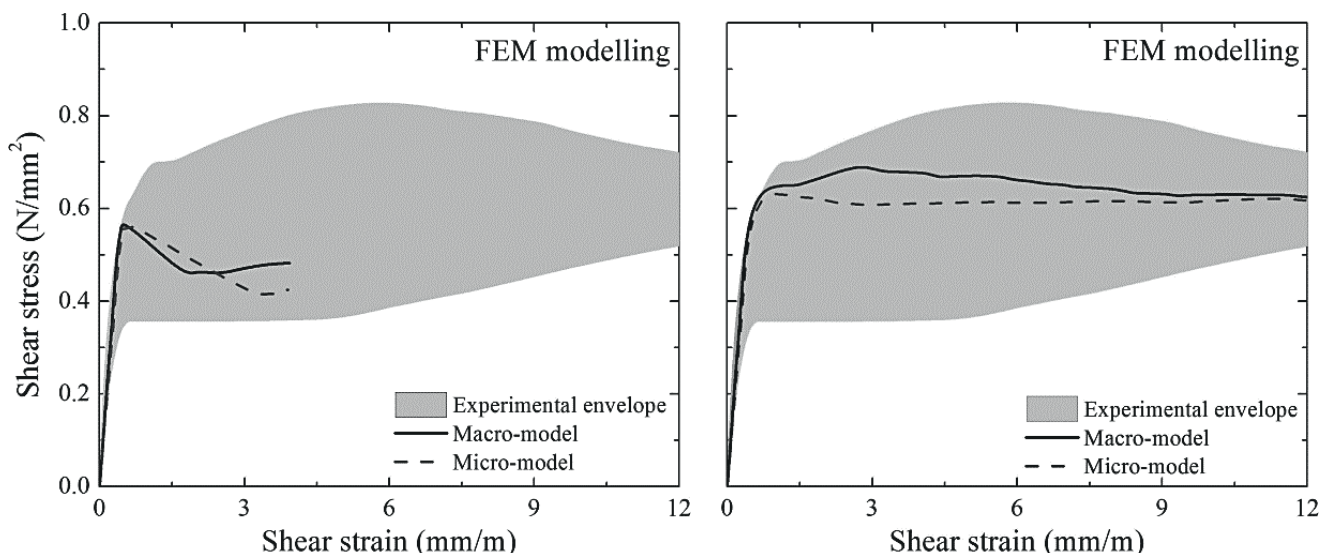 FEM modelling
FEM modelling
Shear stress (N/mm²)
1.0
0.8
0.6
0.4
0.2
0.0
Experimental envelope
Macro-model
Micro-model
Experimental envelope
Macro-model
Micro-model
0 3 6 9 12
0 3 6 9 12
Shear strain (mm/m)
Shear strain (mm/m)